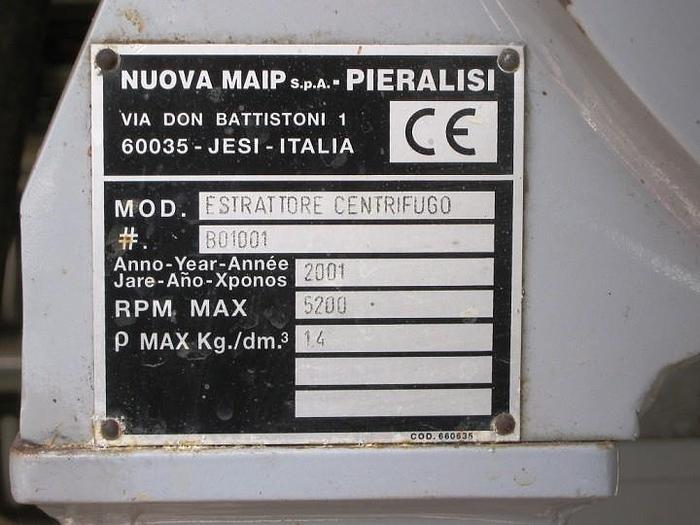 NUOVA MAIP S.p.A. - PIERALISI
VIA DON BATTISTONI 1
60035 - JESI - ITALIA
CE
MOD. ESTRATTORE CENTRIFUGO
#. B01001
Anno-Year-Année
Jare-Año-Xponos 2001
RPM MAX 5200
ρ MAX Kg./dm.³ 1.4
COD. 660635